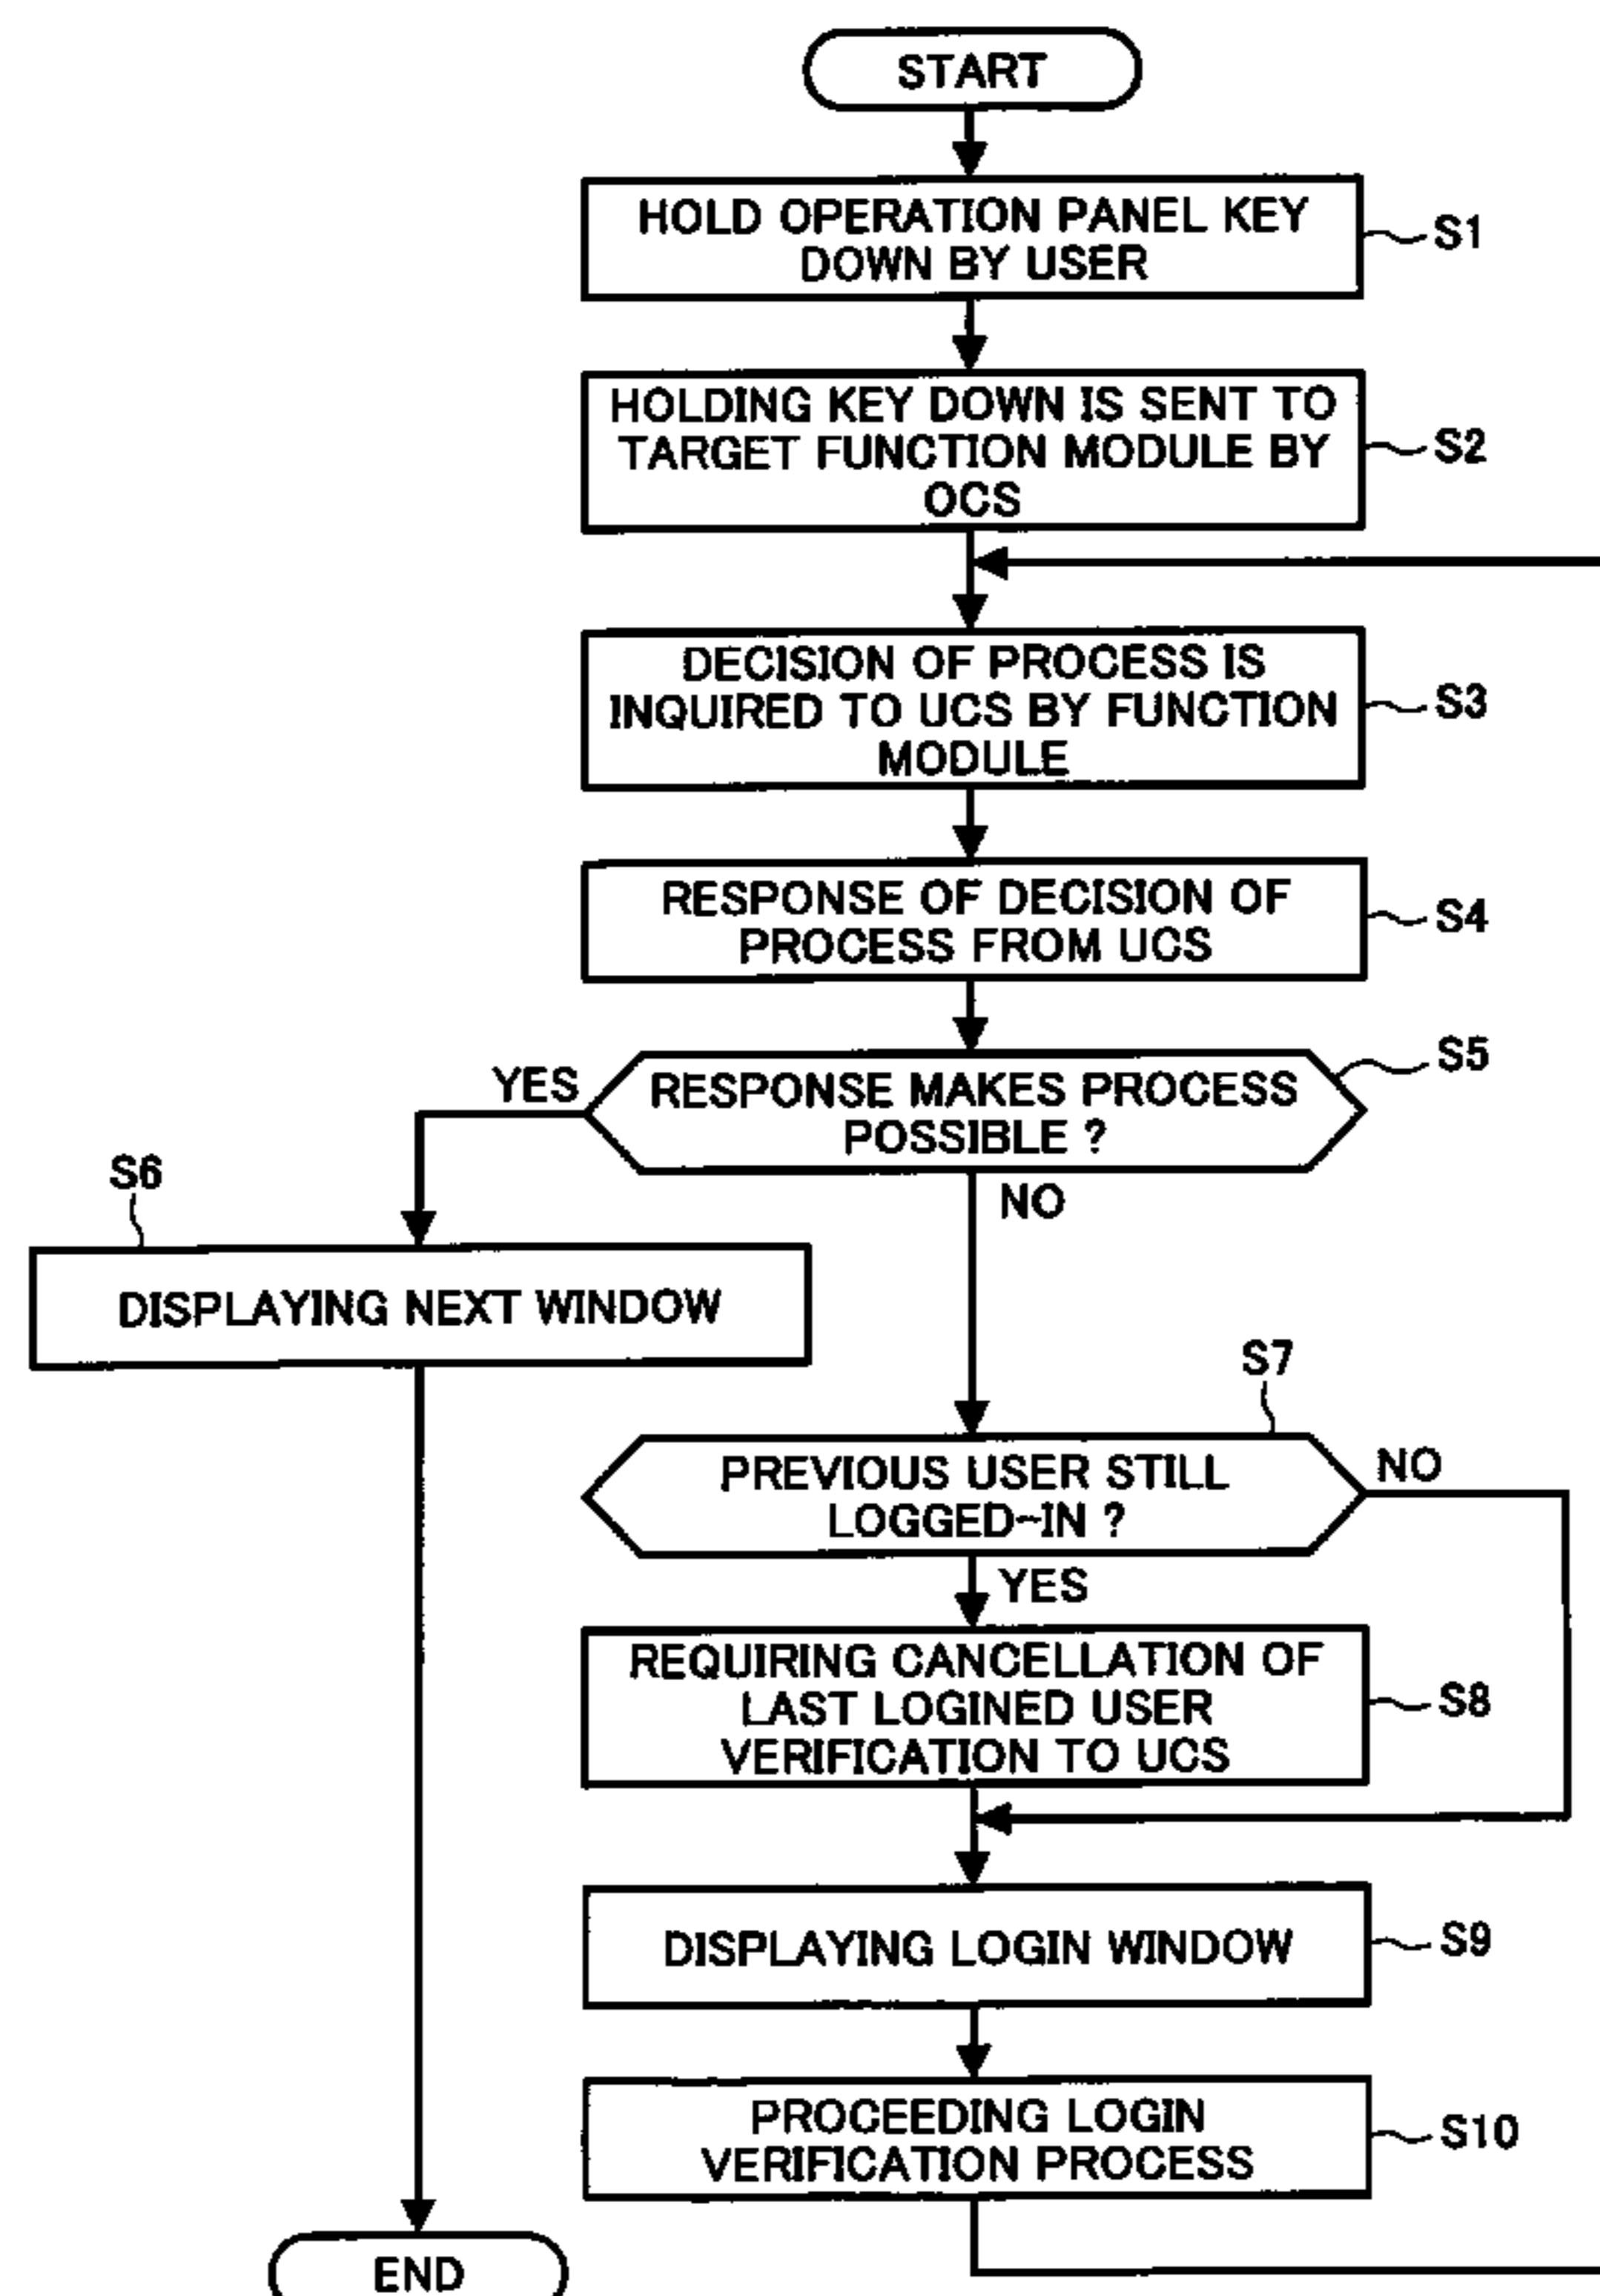 START
HOLD OPERATION PANEL KEY
DOWN BY USER
S1
HOLDING KEY DOWN IS SENT TO
TARGET FUNCTION MODULE BY
OCS
S2
DECISION OF PROCESS IS
INQUIRED TO UCS BY FUNCTION
MODULE
S3
RESPONSE OF DECISION OF
PROCESS FROM UCS
S4
RESPONSE MAKES PROCESS
POSSIBLE ?
S5
YES
NO
S6
DISPLAYING NEXT WINDOW
S7
PREVIOUS USER STILL
LOGGED-IN ?
NO
YES
REQUIRING CANCELLATION OF
LAST LOGINED USER
VERIFICATION TO UCS
S8
DISPLAYING LOGIN WINDOW
S9
PROCEEDING LOGIN
VERIFICATION PROCESS
S10
END